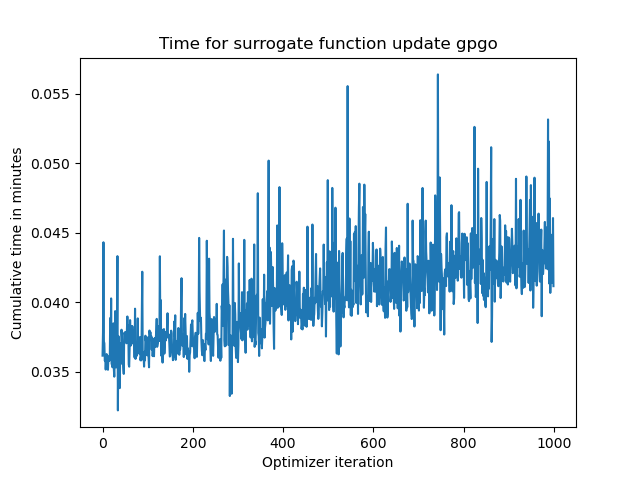 Time for surrogate function update gpgo
0.055
0.050
0.045
0.040
0.035
Cumulative time in minutes
0 200 400 600 800 1000
Optimizer iteration